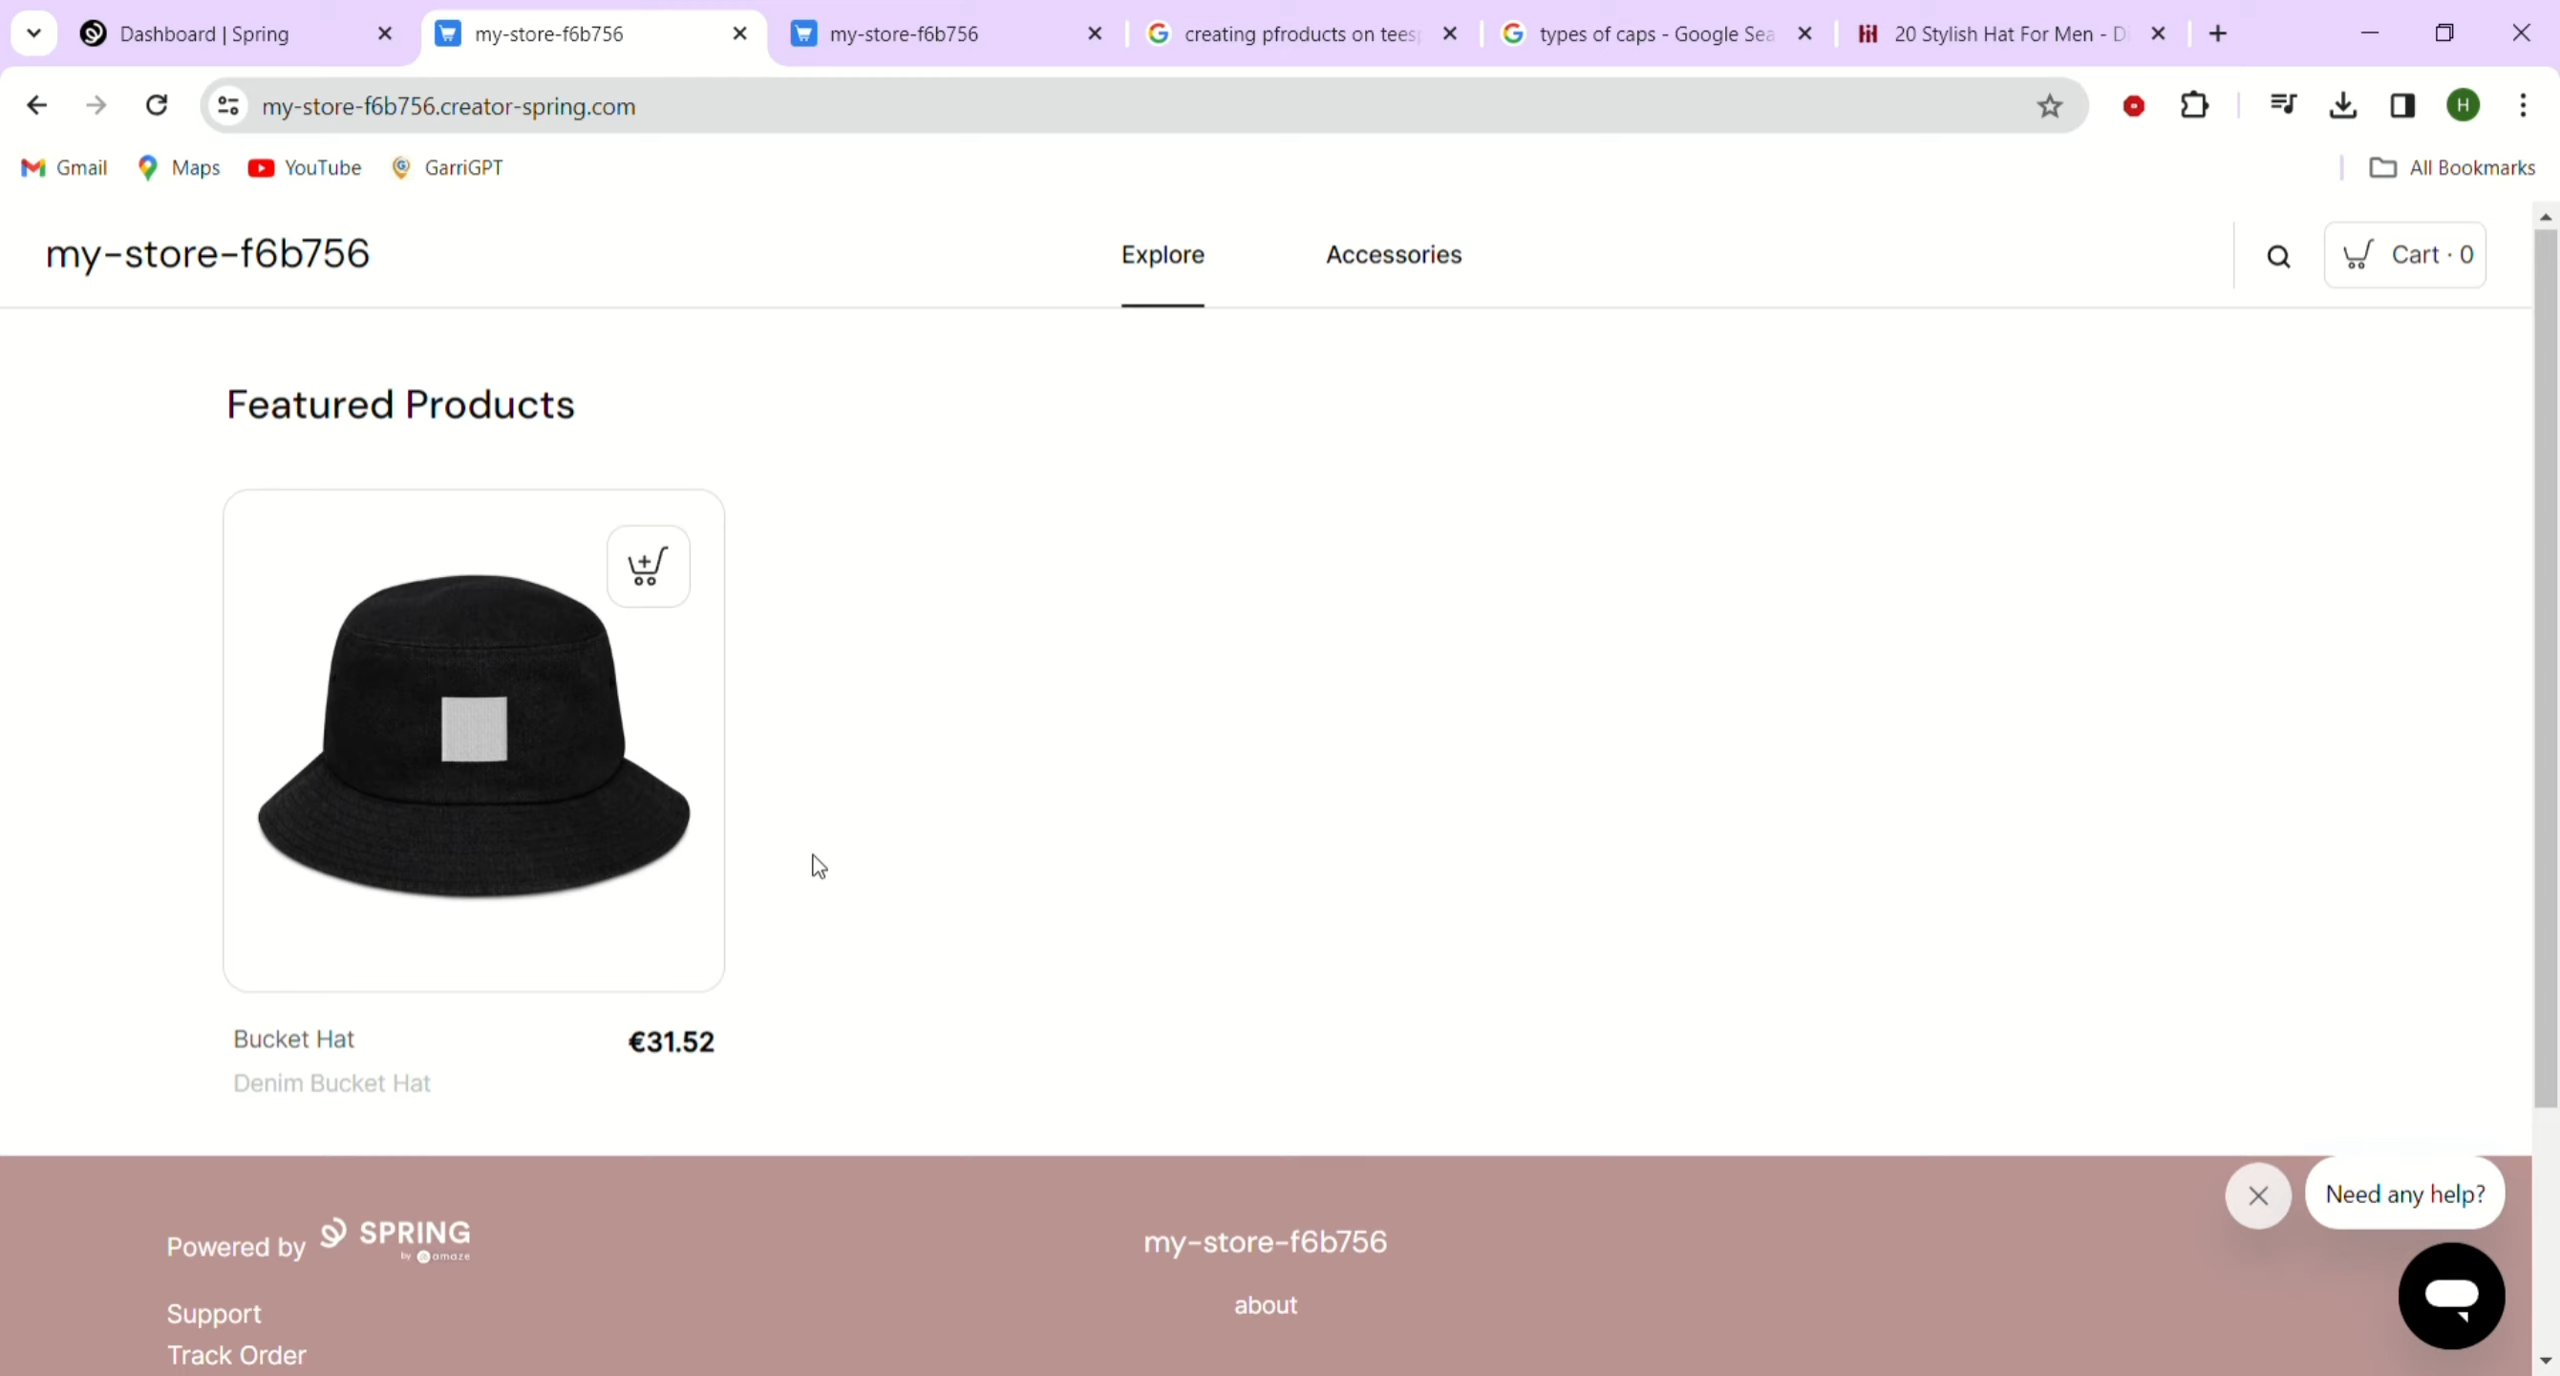 Dashboard | Spring
my-store-f6b756
my-store-f6b756
creating pfroducts on tees
types of caps - Google Sea
20 Stylish Hat For Men - D
my-store-f6b756.creator-spring.com
H
Gmail
Maps
YouTube
GarriGPT
All Bookmarks
my-store-f6b756
Explore
Accessories
Cart · 0
Featured Products
Bucket Hat
€31.52
Denim Bucket Hat
Need any help?
Powered by SPRING
by amaze
my-store-f6b756
Support
about
Track Order